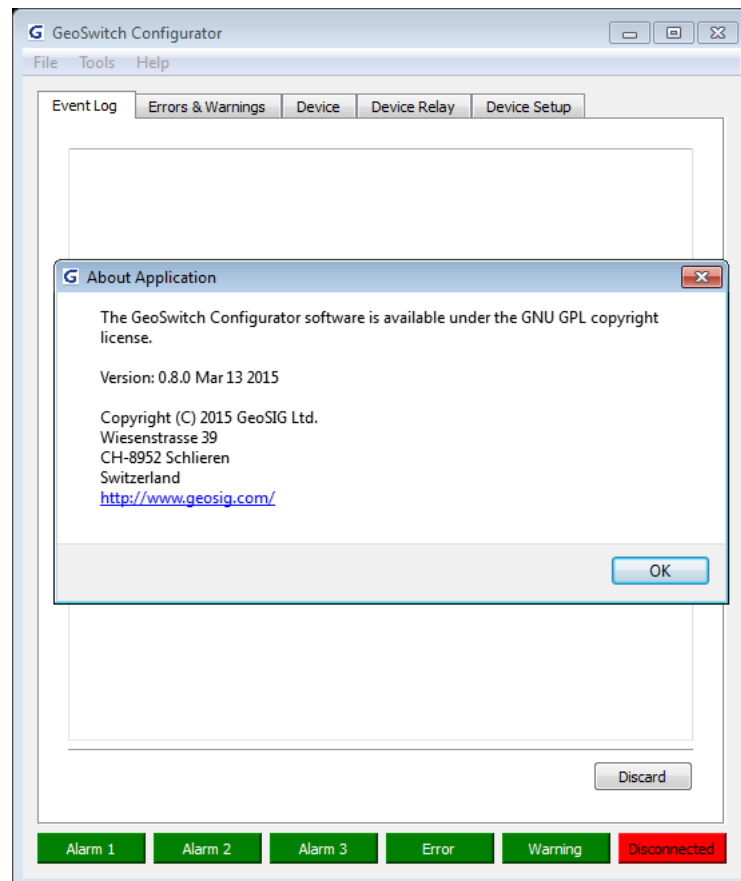 G GeoSwitch Configurator
File Tools Help
Event Log Errors & Warnings Device Device Relay Device Setup
G About Application
The GeoSwitch Configurator software is available under the GNU GPL copyright
license.
Version: 0.8.0 Mar 13 2015
Copyright (C) 2015 GeoSIG Ltd.
Wiesenstrasse 39
CH-8952 Schlieren
Switzerland
http://www.geosig.com/
OK
Discard
Alarm 1 Alarm 2 Alarm 3 Error Warning Disconnected